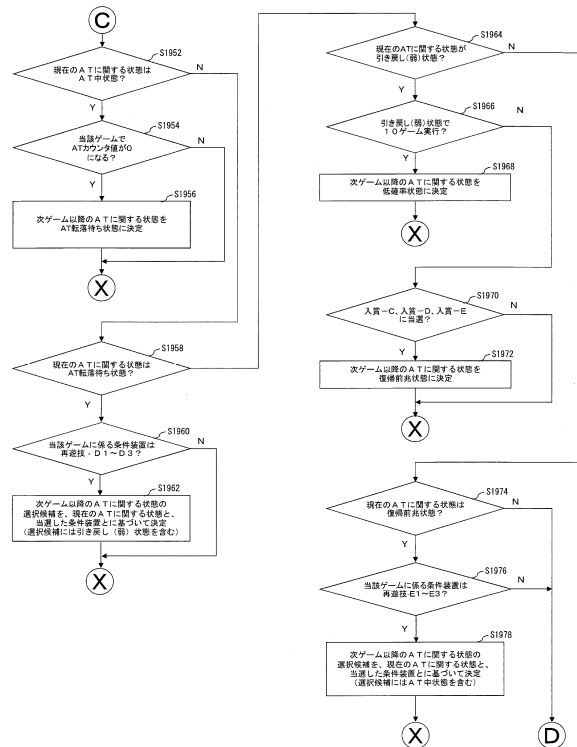 C
S1952
現在のATに関する状態は
AT中状態？
N
Y
S1954
当該ゲームで
ATカウンタ値が0
になる？
N
Y
S1956
次ゲーム以降のATに関する状態を
AT転落待ち状態に決定
X
S1958
現在のATに関する状態は
AT転落待ち状態？
Y
S1960
当該ゲームに係る条件装置は
再遊技－D1～D3？
N
Y
S1962
次ゲーム以降のATに関する状態の
選択候補を、現在のATに関する状態と、
当選した条件装置とに基づいて決定
（選択候補には引き戻し（弱）状態を含む）
X
S1964
現在のATに関する状態が
引き戻し(弱)状態？
N
Y
S1966
引き戻し(弱)状態で
10ゲーム実行？
N
Y
S1968
次ゲーム以降のATに関する状態を
低確率状態に決定
X
S1970
入賞－C、入賞－D、入賞－E
に当選？
N
Y
S1972
次ゲーム以降のATに関する状態を
復帰前兆状態に決定
X
S1974
現在のATに関する状態は
復帰前兆状態？
N
Y
S1976
当該ゲームに係る条件装置は
再遊技-E1～E3？
N
Y
S1978
次ゲーム以降のATに関する状態の
選択候補を、現在のATに関する状態と、
当選した条件装置とに基づいて決定
（選択候補にはAT中状態を含む）
X
D